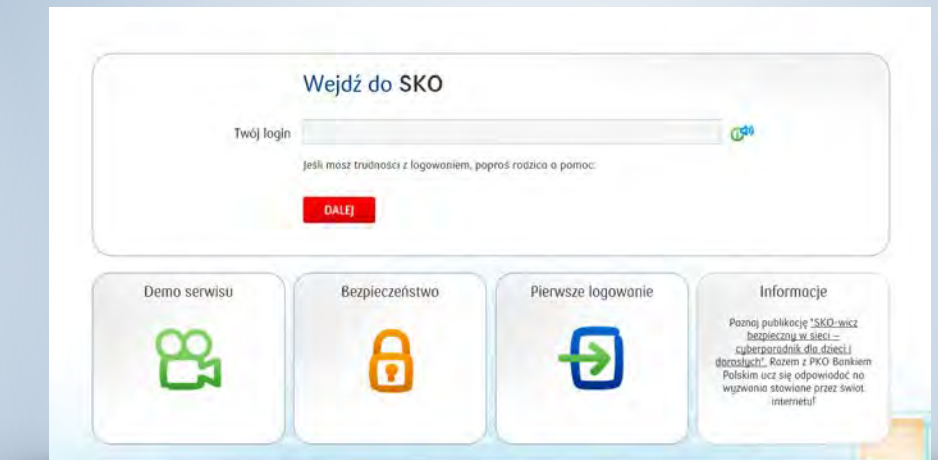 Wejdź do SKO
Twój login
Jeśli masz trudności z logowaniem, poproś rodzica o pomoc.
DALEJ
Demo serwisu
Bezpieczeństwo
Pierwsze logowanie
Informacje
Poznaj publikację "SKO-wicz
bezpieczny w sieci –
cyberporadnik dla dzieci i
dorosłych". Razem z PKO Bankiem
Polskim ucz się odpowiadać na
wyzwania stawiane przez świat
internetu!